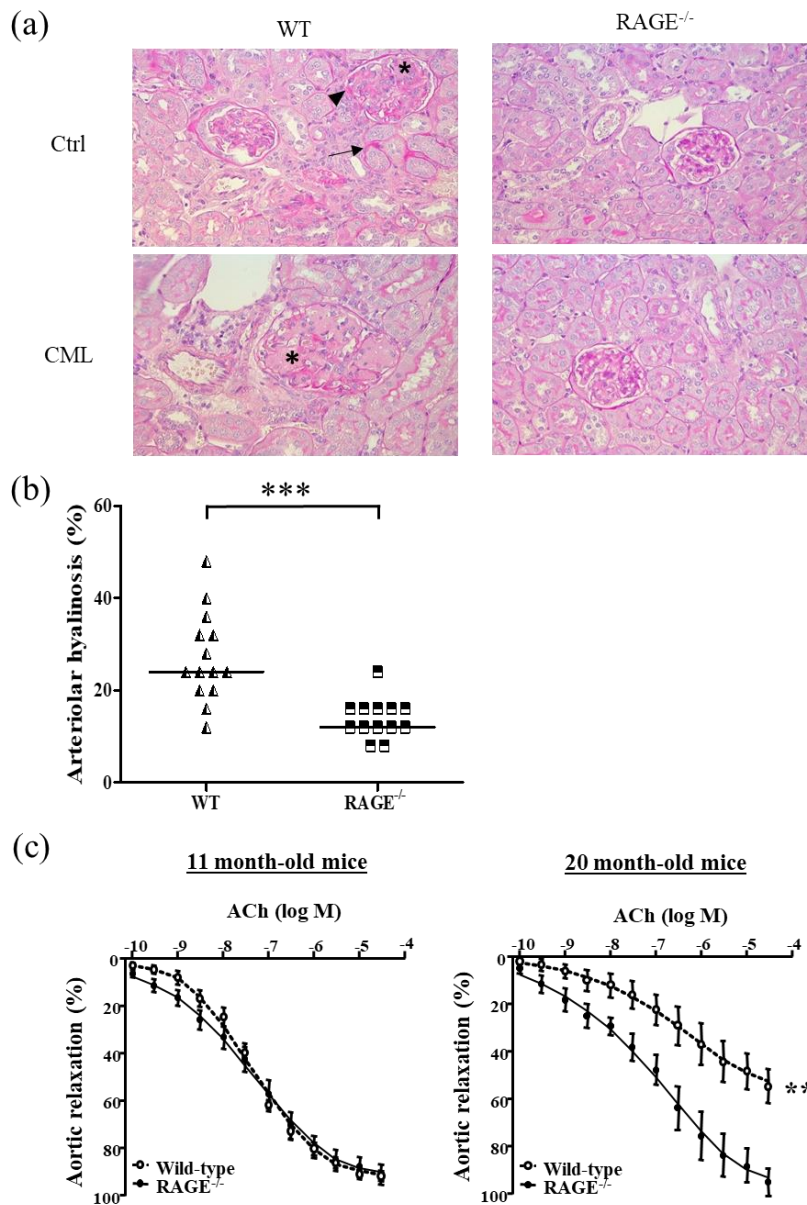 (a)
WT
RAGE-/-
Ctrl
*
CML
*
(b)
***
Arteriolar hyalinosis (%)
60
40
20
0
WT
RAGE-/-
(c)
11 month-old mice
ACh (log M)
-10 -9 -8 -7 -6 -5 -4
Aortic relaxation (%)
0
20
40
60
80
100
Wild-type
RAGE-/-
20 month-old mice
ACh (log M)
-10 -9 -8 -7 -6 -5 -4
Aortic relaxation (%)
0
20
40
60
80
100
**
Wild-type
RAGE-/-